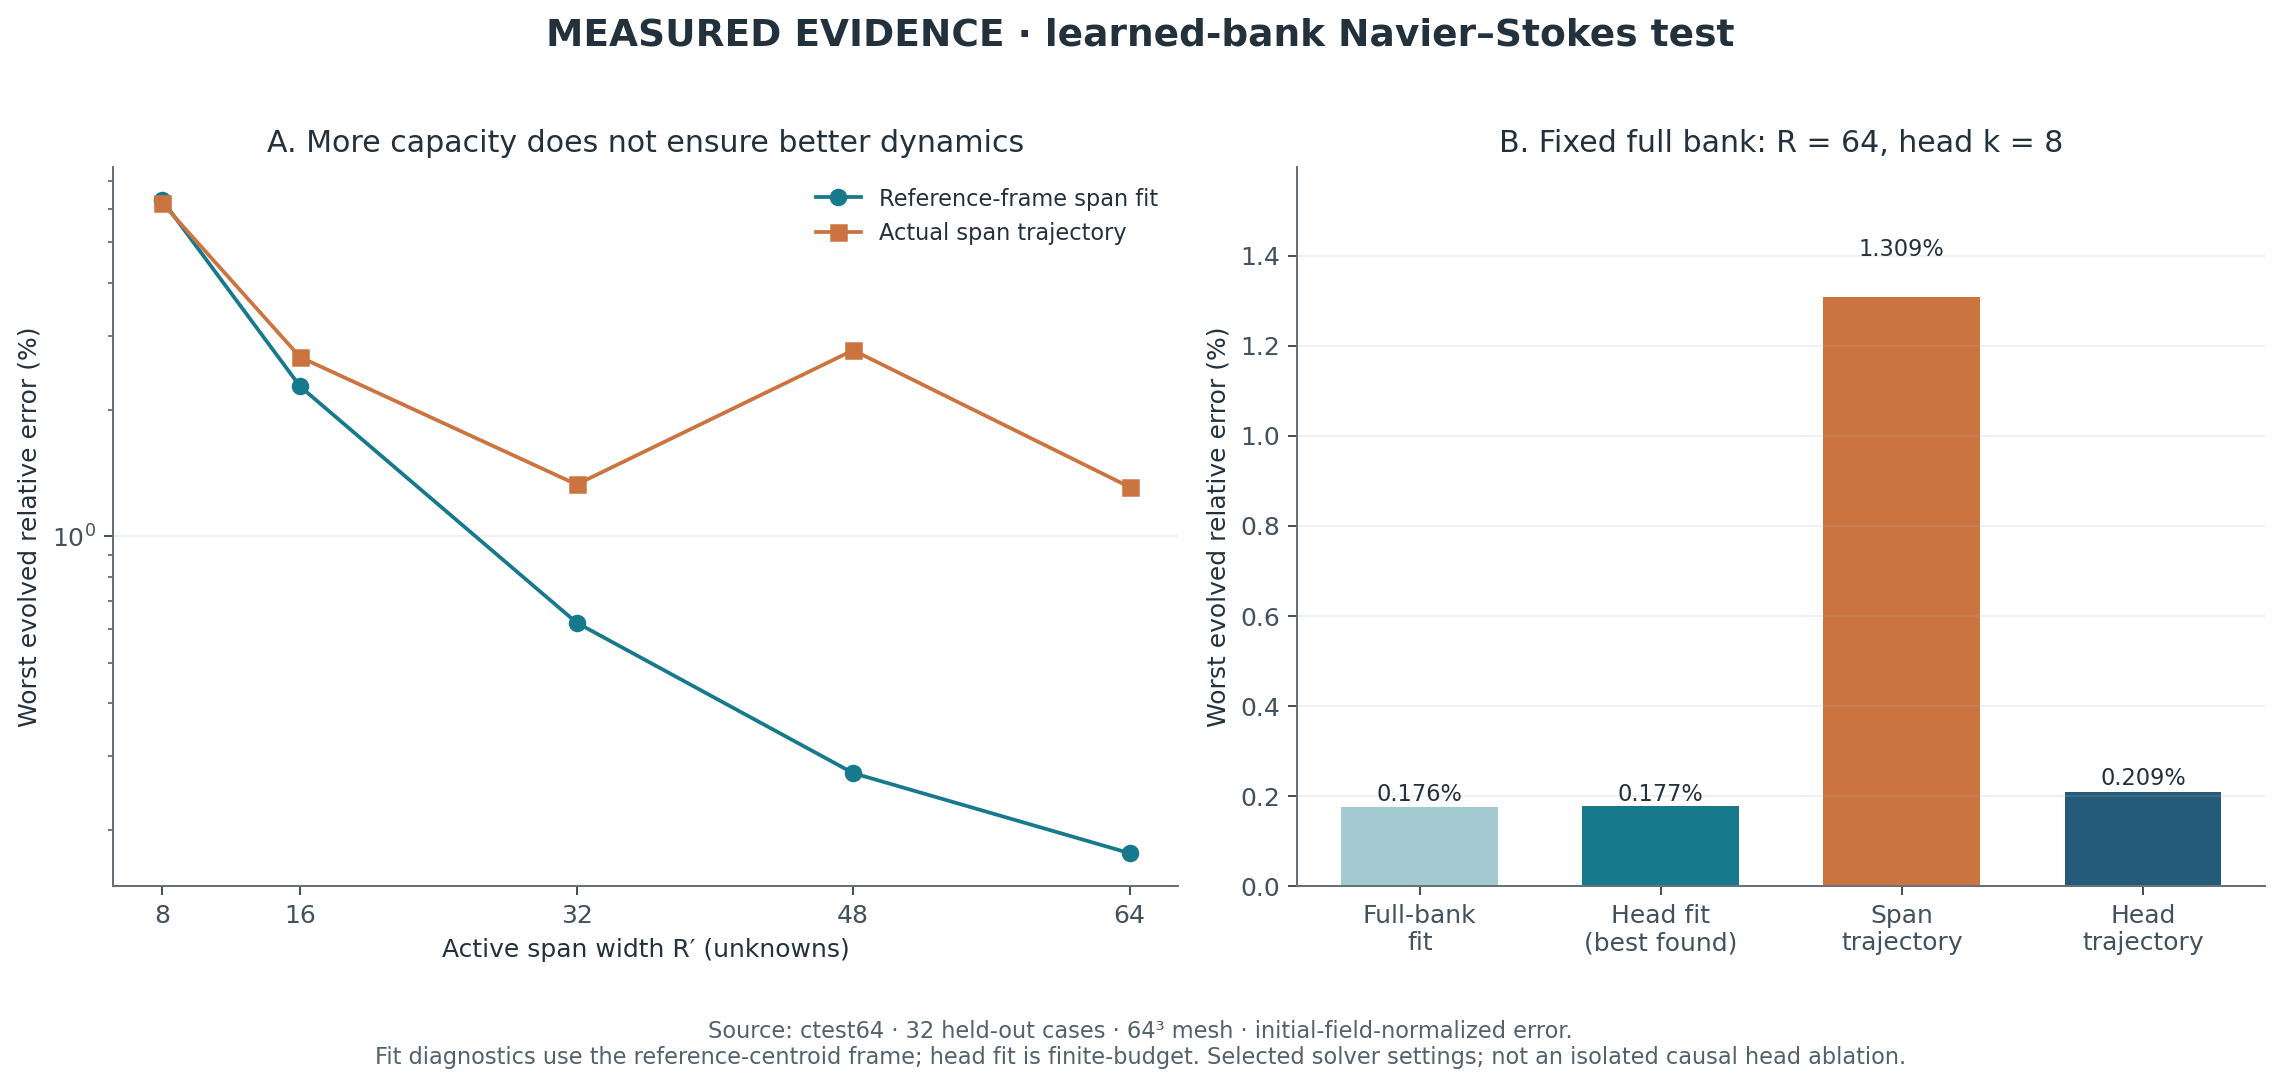 MEASURED EVIDENCE · learned-bank Navier–Stokes test
A. More capacity does not ensure better dynamics
Reference-frame span fit
Actual span trajectory
Worst evolved relative error (%)
10⁰
8 16 32 48 64
Active span width R′ (unknowns)
B. Fixed full bank: R = 64, head k = 8
Worst evolved relative error (%)
1.4
1.2
1.0
0.8
0.6
0.4
0.2
0.0
0.176%
0.177%
1.309%
0.209%
Full-bank
fit
Head fit
(best found)
Span
trajectory
Head
trajectory
Source: ctest64 · 32 held-out cases · 64³ mesh · initial-field-normalized error.
Fit diagnostics use the reference-centroid frame; head fit is finite-budget. Selected solver settings; not an isolated causal head ablation.